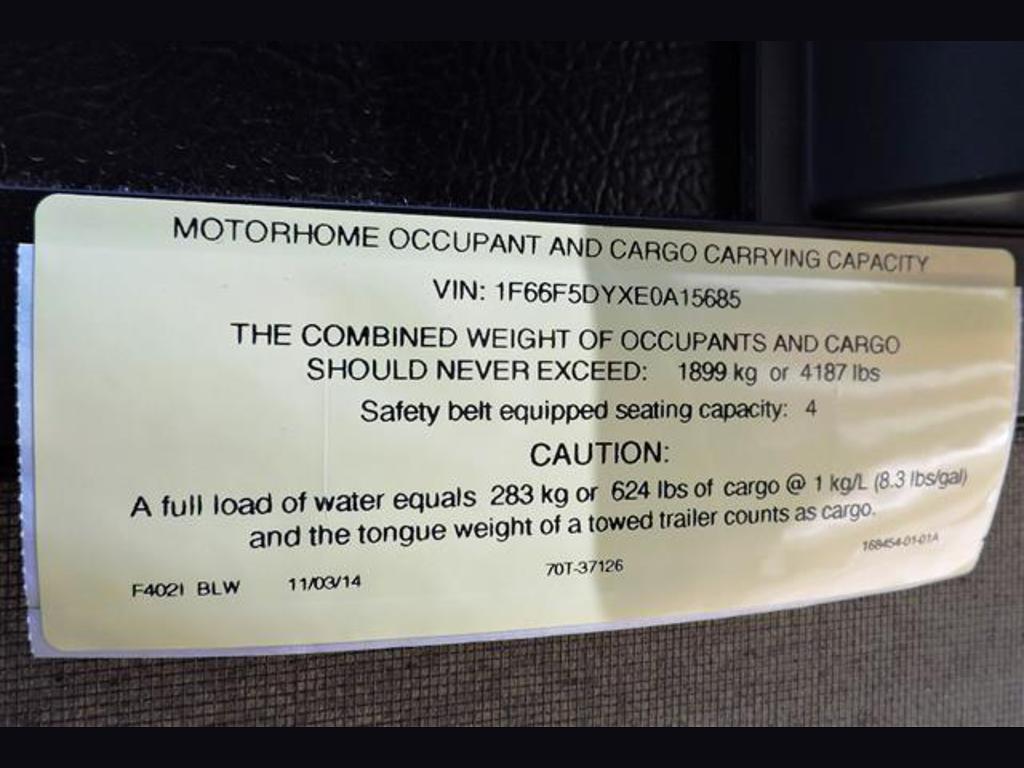 MOTORHOME OCCUPANT AND CARGO CARRYING CAPACITY
VIN: 1F66F5DYXE0A15685
THE COMBINED WEIGHT OF OCCUPANTS AND CARGO
SHOULD NEVER EXCEED: 1899 kg or 4187 lbs
Safety belt equipped seating capacity: 4
CAUTION:
A full load of water equals 283 kg or 624 lbs of cargo @ 1 kg/L (8.3 lbs/gal)
and the tongue weight of a towed trailer counts as cargo.
168454-01-01A
F402I BLW 11/03/14 70T-37126